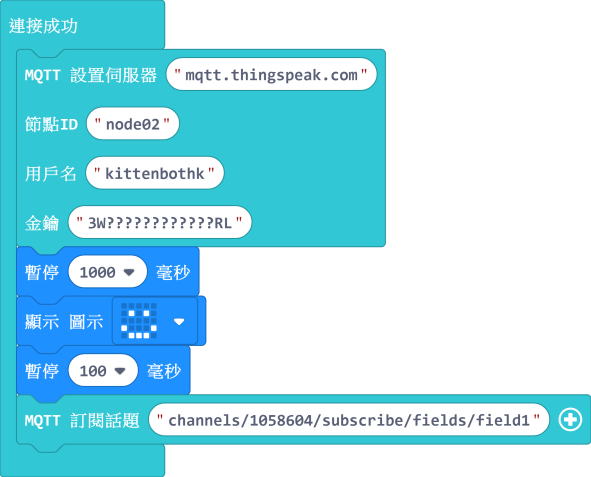 連接成功
MQTT 設置伺服器 "mqtt.thingspeak.com"
節點ID "node02"
用戶名 "kittenbothk"
金鑰 "3W????????????RL"
暫停 1000 毫秒
顯示 圖示
暫停 100 毫秒
MQTT 訂閱話題 "channels/1058604/subscribe/fields/field1"